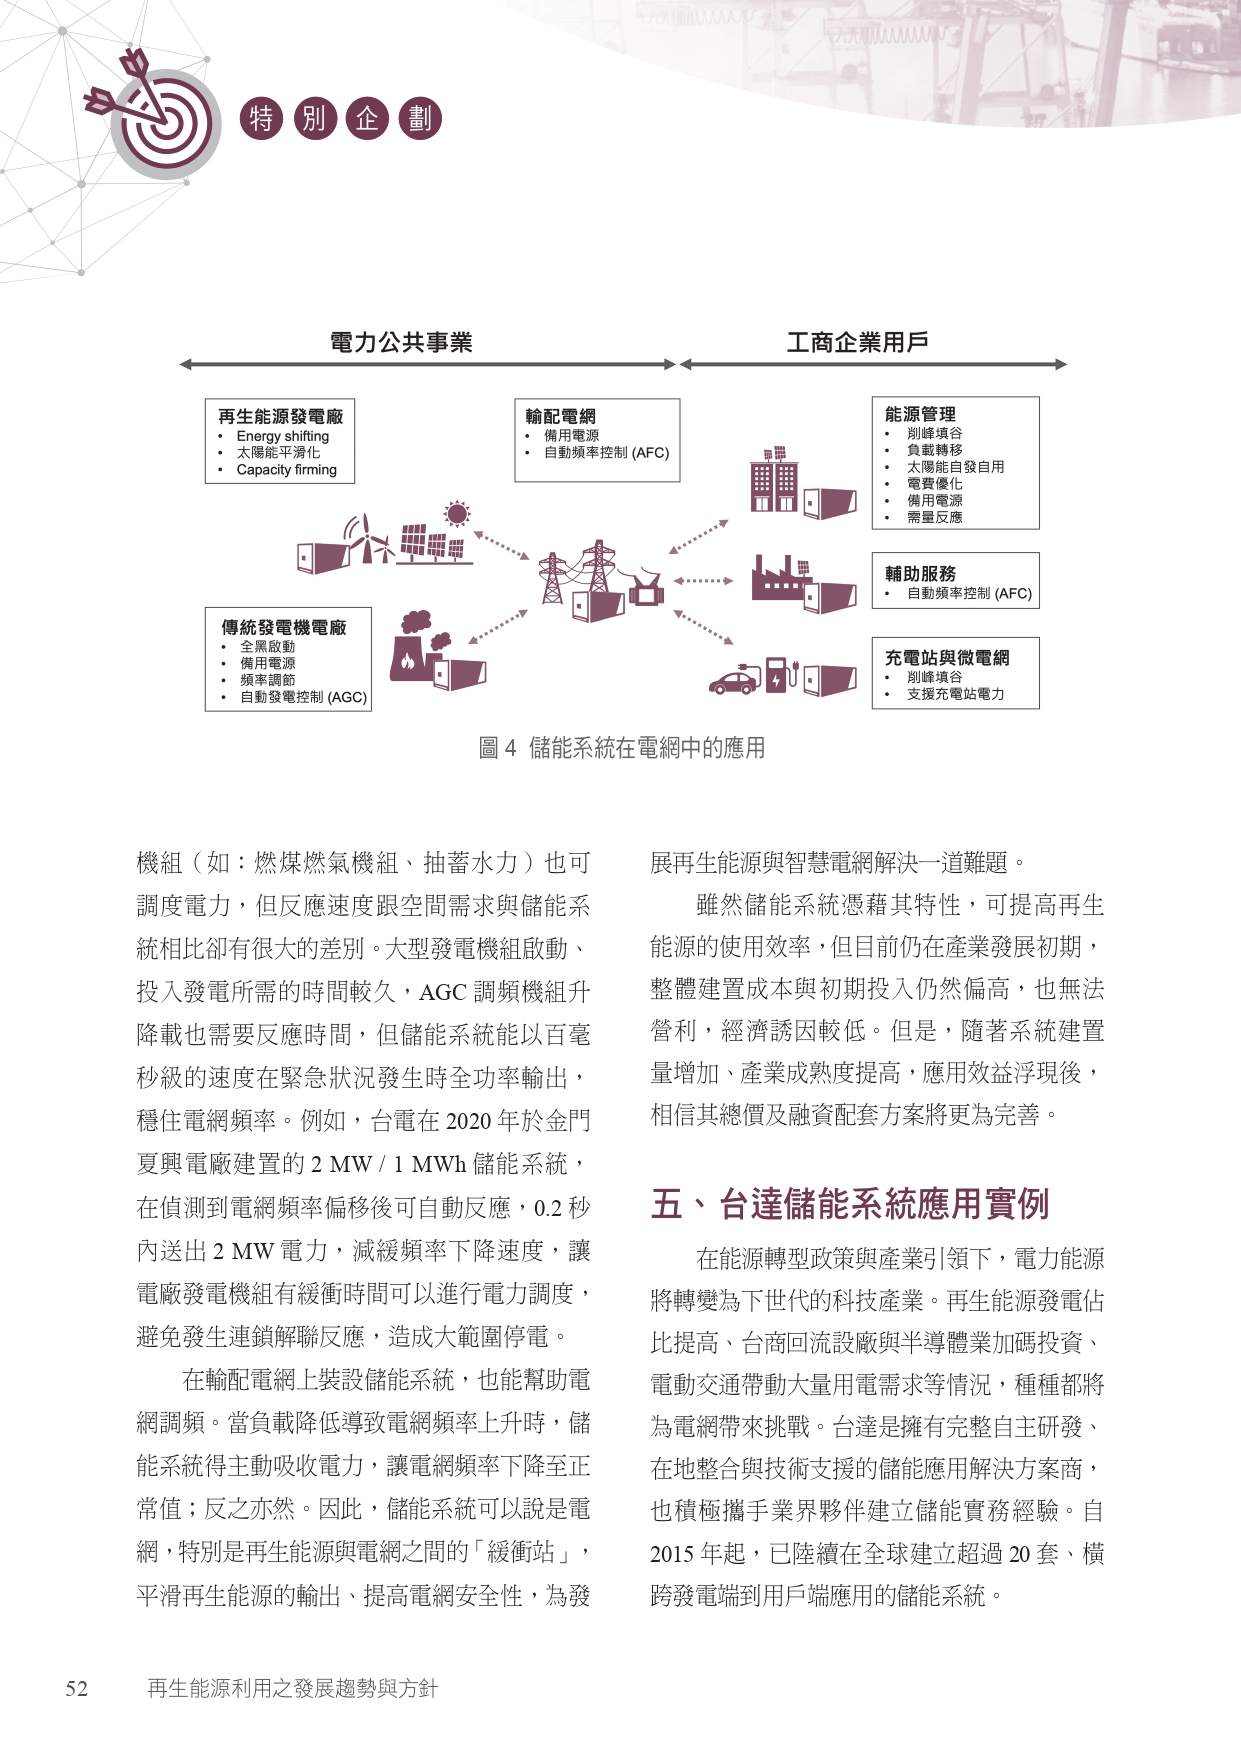 特別企劃
電力公共事業
工商企業用戶
再生能源發電廠
• Energy shifting
• 太陽能平滑化
• Capacity firming
輸配電網
• 備用電源
• 自動頻率控制 (AFC)
能源管理
• 削峰填谷
• 負載轉移
• 太陽能自發自用
• 電費優化
• 備用電源
• 需量反應
輔助服務
• 自動頻率控制 (AFC)
傳統發電機電廠
• 全黑啟動
• 備用電源
• 頻率調節
• 自動發電控制 (AGC)
充電站與微電網
• 削峰填谷
• 支援充電站電力
圖 4 儲能系統在電網中的應用
機組（如：燃煤燃氣機組、抽蓄水力）也可
調度電力，但反應速度跟空間需求與儲能系
統相比卻有很大的差別。大型發電機組啟動、
投入發電所需的時間較久，AGC 調頻機組升
降載也需要反應時間，但儲能系統能以百毫
秒級的速度在緊急狀況發生時全功率輸出，
穩住電網頻率。例如，台電在 2020 年於金門
夏興電廠建置的 2 MW / 1 MWh 儲能系統，
在偵測到電網頻率偏移後可自動反應，0.2 秒
內送出 2 MW 電力，減緩頻率下降速度，讓
電廠發電機組有緩衝時間可以進行電力調度，
避免發生連鎖解聯反應，造成大範圍停電。
在輸配電網上裝設儲能系統，也能幫助電
網調頻。當負載降低導致電網頻率上升時，儲
能系統得主動吸收電力，讓電網頻率下降至正
常值；反之亦然。因此，儲能系統可以說是電
網，特別是再生能源與電網之間的「緩衝站」，
平滑再生能源的輸出、提高電網安全性，為發
展再生能源與智慧電網解決一道難題。
雖然儲能系統憑藉其特性，可提高再生
能源的使用效率，但目前仍在產業發展初期，
整體建置成本與初期投入仍然偏高，也無法
營利，經濟誘因較低。但是，隨著系統建置
量增加、產業成熟度提高，應用效益浮現後，
相信其總價及融資配套方案將更為完善。
五、台達儲能系統應用實例
在能源轉型政策與產業引領下，電力能源
將轉變為下世代的科技產業。再生能源發電佔
比提高、台商回流設廠與半導體業加碼投資、
電動交通帶動大量用電需求等情況，種種都將
為電網帶來挑戰。台達是擁有完整自主研發、
在地整合與技術支援的儲能應用解決方案商，
也積極攜手業界夥伴建立儲能實務經驗。自
2015 年起，已陸續在全球建立超過 20 套、橫
跨發電端到用戶端應用的儲能系統。
52 再生能源利用之發展趨勢與方針